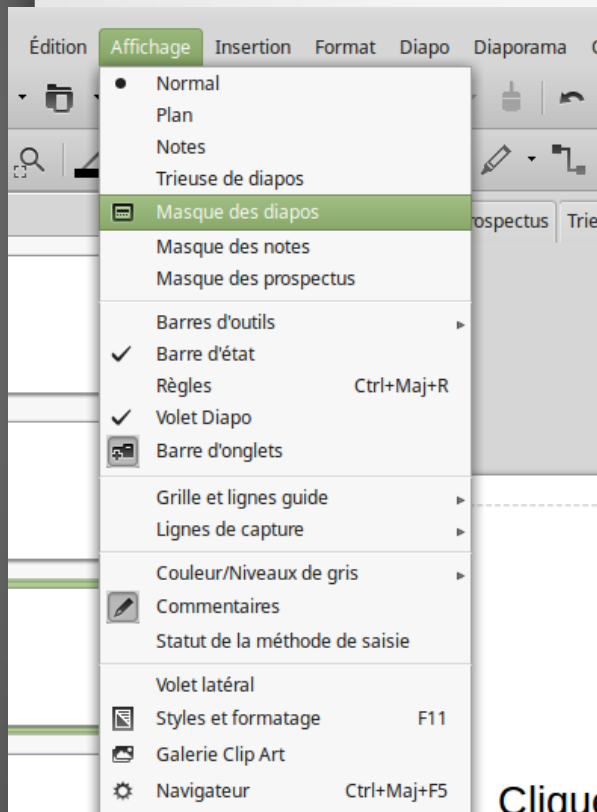 Édition Affichage Insertion Format Diapo Diaporama
Normal
Plan
Notes
Trieuse de diapos
Masque des diapos
ospectus Trie
Masque des notes
Masque des prospectus
Barres d'outils
Barre d'état
Règles Ctrl+Maj+R
Volet Diapo
Barre d'onglets
Grille et lignes guide
Lignes de capture
Couleur/Niveaux de gris
Commentaires
Statut de la méthode de saisie
Volet latéral
Styles et formatage F11
Galerie Clip Art
Navigateur Ctrl+Maj+F5
Clique